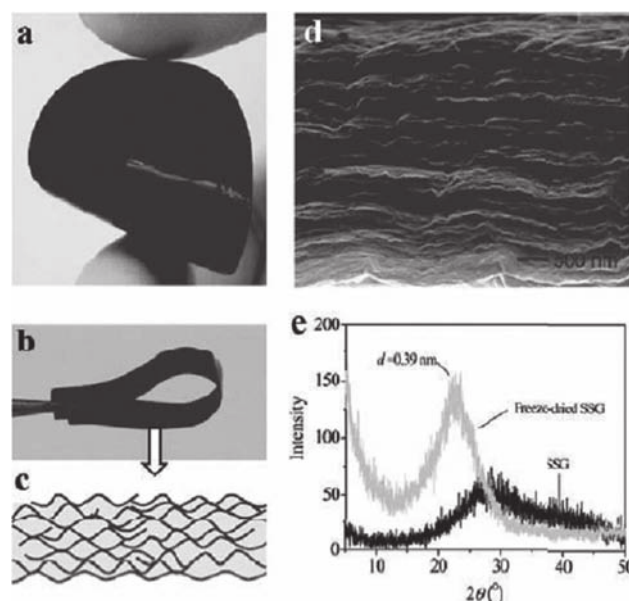 a
d
500 nm
b
c
e
200
150
100
50
0
Intensity
d=0.39 nm
Freeze-dried SSG
SSG
10
20
30
40
50
2θ(°)